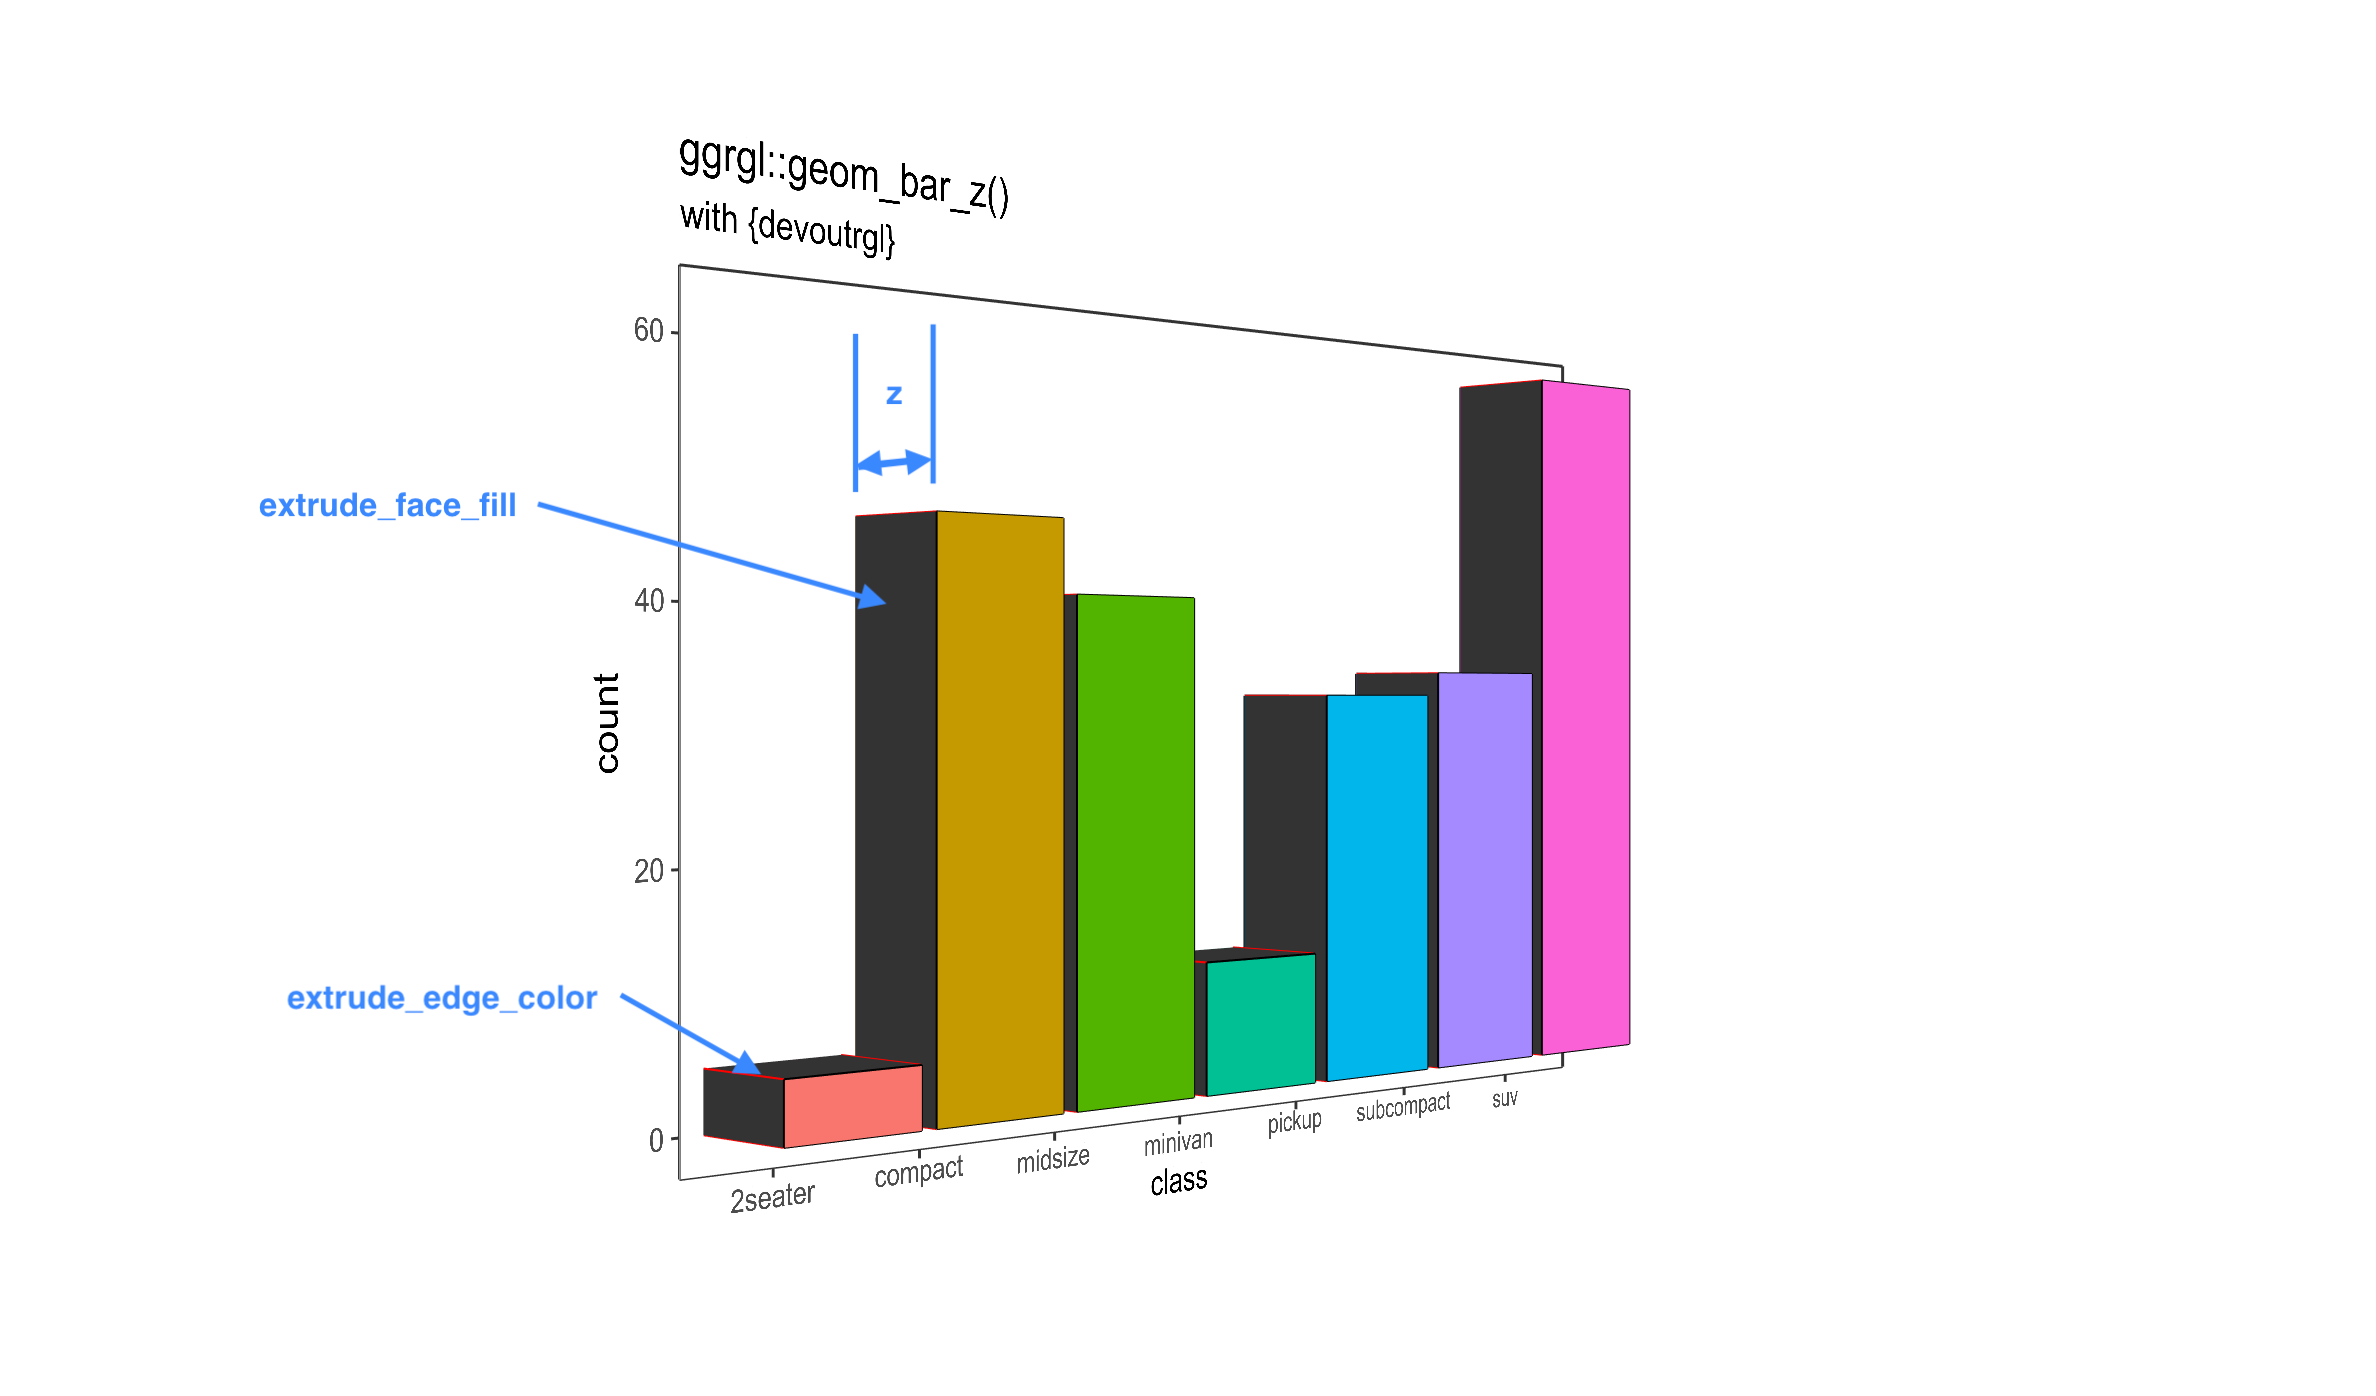 ggrgl::geom_bar_z()
with {devoutrgl}
60
z
extrude_face_fill
40
count
20
extrude_edge_color
0
2seater
compact
midsize
minivan
pickup
subcompact
suv
class